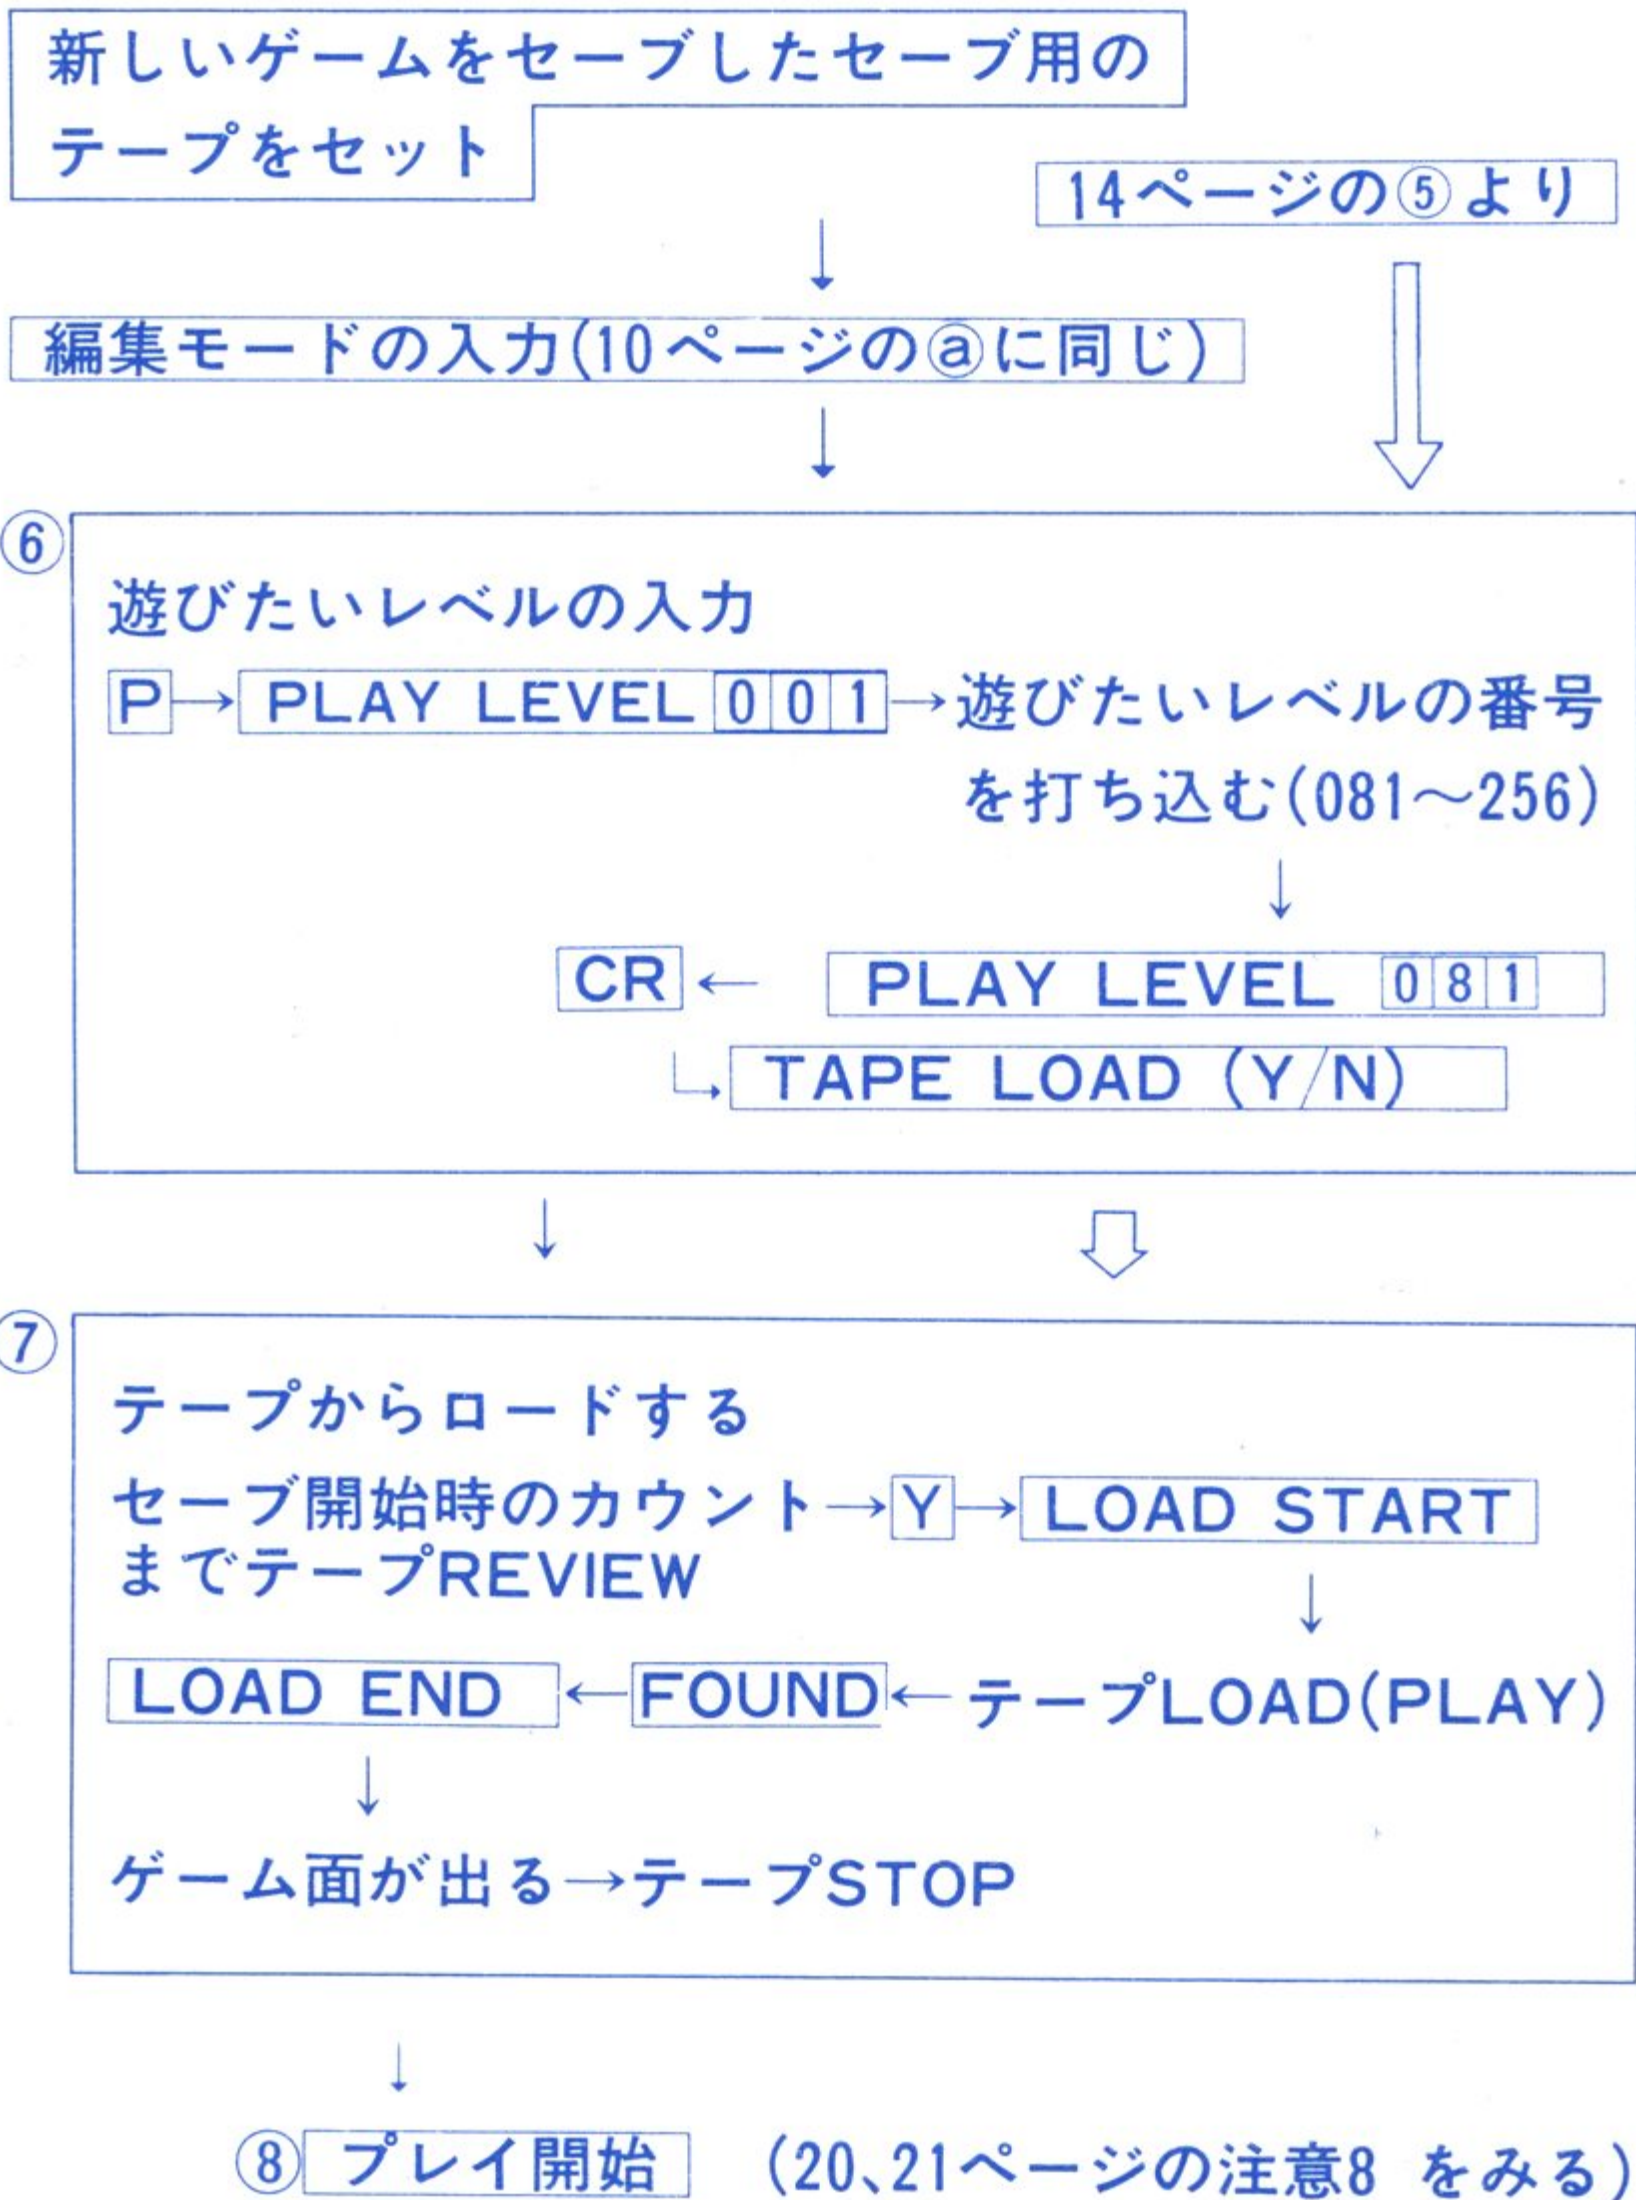 新しいゲームをセーブしたセーブ用の
テープをセット
14ページの⑤より
編集モードの入力(10ページのⓐに同じ)
⑥
遊びたいレベルの入力
P→PLAY LEVEL 001→遊びたいレベルの番号
を打ち込む(081〜256)
CR ← PLAY LEVEL 081
TAPE LOAD (Y/N)
⑦
テープからロードする
セーブ開始時のカウント→Y→LOAD START
までテープREVIEW
LOAD END←FOUND←テープLOAD(PLAY)
ゲーム面が出る→テープSTOP
⑧ プレイ開始 (20、21ページの注意8 をみる)